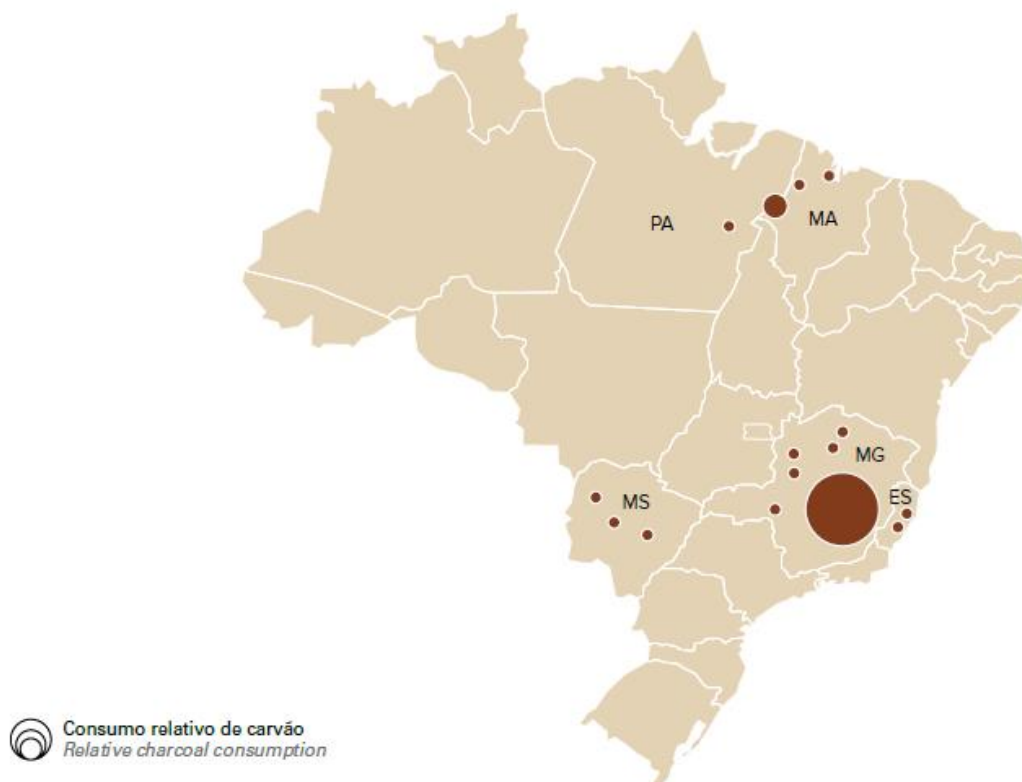 PA
MA
MG
ES
MS
Consumo relativo de carvão
Relative charcoal consumption